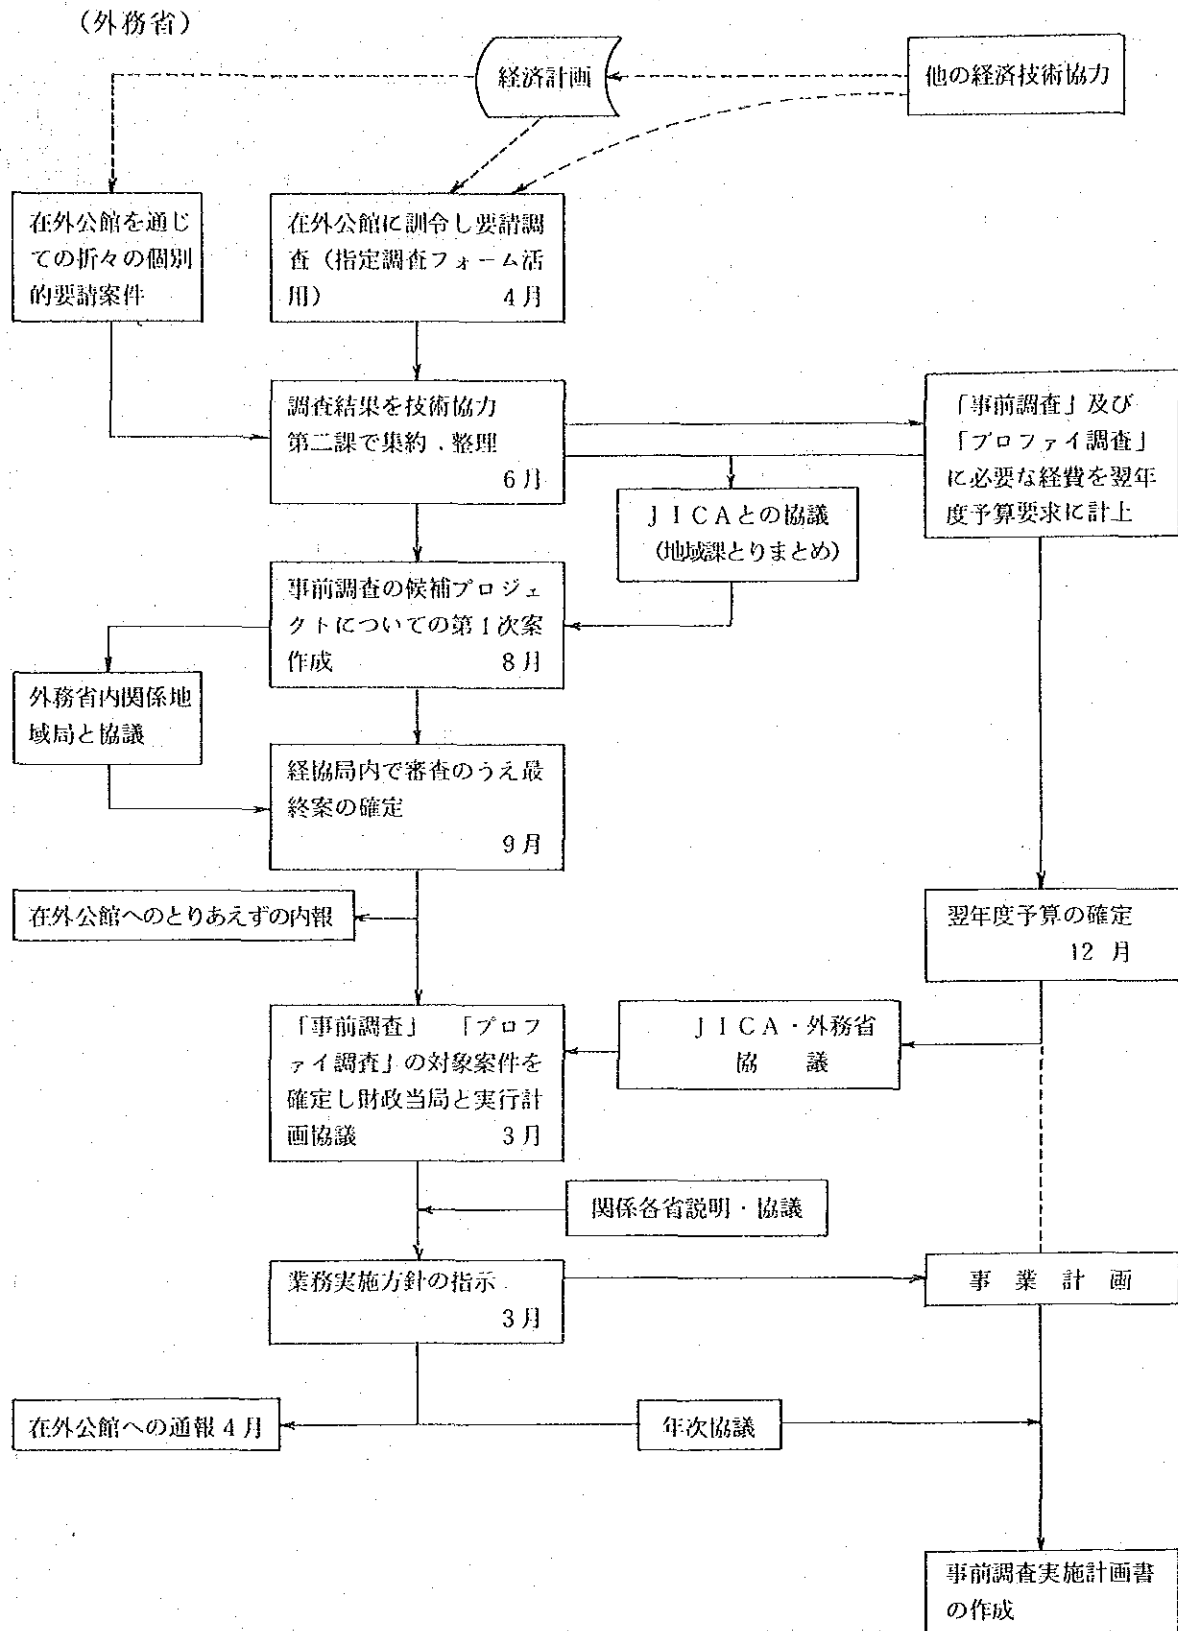 (外務省)
経済計画
他の経済技術協力
在外公館を通じ
ての折々の個別
的要請案件
在外公館に訓令し要請調
査(指定調査フォーム活
用) 4月
調査結果を技術協力
第二課で集約、整理
6月
「事前調査」及び
「プロファイ調査」
に必要な経費を翌年
度予算要求に計上
JICAとの協議
(地域課とりまとめ)
事前調査の候補プロジェ
クトについての第1次案
作成 8月
外務省内関係地
域局と協議
経協局内で審査のうえ最
終案の確定
9月
在外公館へのとりあえずの内報
翌年度予算の確定
12 月
「事前調査」 「プロフ
ァイ調査」の対象案件を
確定し財政当局と実行計
画協議 3月
JICA・外務省
協 議
関係各省説明・協議
業務実施方針の指示
3月
事 業 計 画
在外公館への通報4月
年次協議
事前調査実施計画書
の作成